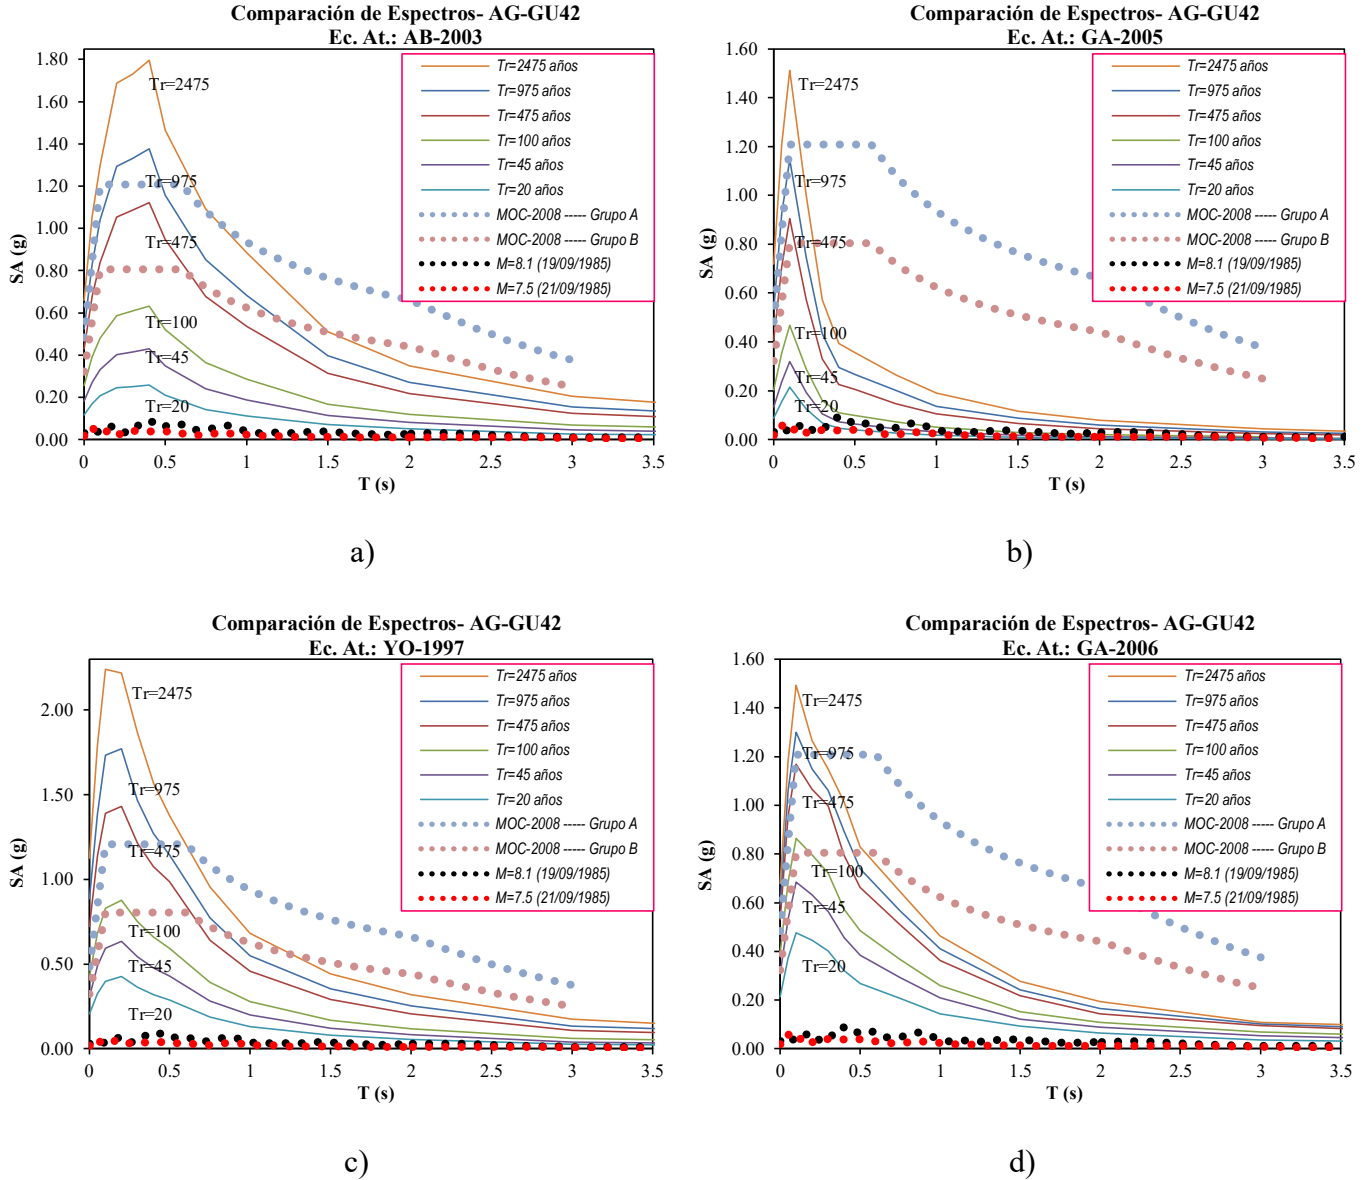 Comparación de Espectros- AG-GU42
Ec. At.: AB-2003
SA (g)
1.80
1.60
1.40
1.20
1.00
0.80
0.60
0.40
0.20
0.00
0
0.5
1
1.5
2
2.5
3
3.5
T (s)
Tr=2475
Tr=975
Tr=475
Tr=100
Tr=45
Tr=20
Tr=2475 años
Tr=975 años
Tr=475 años
Tr=100 años
Tr=45 años
Tr=20 años
MOC-2008 ----- Grupo A
MOC-2008 ----- Grupo B
M=8.1 (19/09/1985)
M=7.5 (21/09/1985)
a)
Comparación de Espectros- AG-GU42
Ec. At.: GA-2005
SA (g)
1.60
1.40
1.20
1.00
0.80
0.60
0.40
0.20
0.00
0
0.5
1
1.5
2
2.5
3
3.5
T (s)
Tr=2475
Tr=975
Tr=475
Tr=100
Tr=45
Tr=20
Tr=2475 años
Tr=975 años
Tr=475 años
Tr=100 años
Tr=45 años
Tr=20 años
MOC-2008 ----- Grupo A
MOC-2008 ----- Grupo B
M=8.1 (19/09/1985)
M=7.5 (21/09/1985)
b)
Comparación de Espectros- AG-GU42
Ec. At.: YO-1997
SA (g)
2.00
1.50
1.00
0.50
0.00
0
0.5
1
1.5
2
2.5
3
3.5
T (s)
Tr=2475
Tr=975
Tr=475
Tr=100
Tr=45
Tr=20
Tr=2475 años
Tr=975 años
Tr=475 años
Tr=100 años
Tr=45 años
Tr=20 años
MOC-2008 ----- Grupo A
MOC-2008 ----- Grupo B
M=8.1 (19/09/1985)
M=7.5 (21/09/1985)
c)
Comparación de Espectros- AG-GU42
Ec. At.: GA-2006
SA (g)
1.60
1.40
1.20
1.00
0.80
0.60
0.40
0.20
0.00
0
0.5
1
1.5
2
2.5
3
3.5
T (s)
Tr=2475
Tr=975
Tr=475
Tr=100
Tr=45
Tr=20
Tr=2475 años
Tr=975 años
Tr=475 años
Tr=100 años
Tr=45 años
Tr=20 años
MOC-2008 ----- Grupo A
MOC-2008 ----- Grupo B
M=8.1 (19/09/1985)
M=7.5 (21/09/1985)
d)